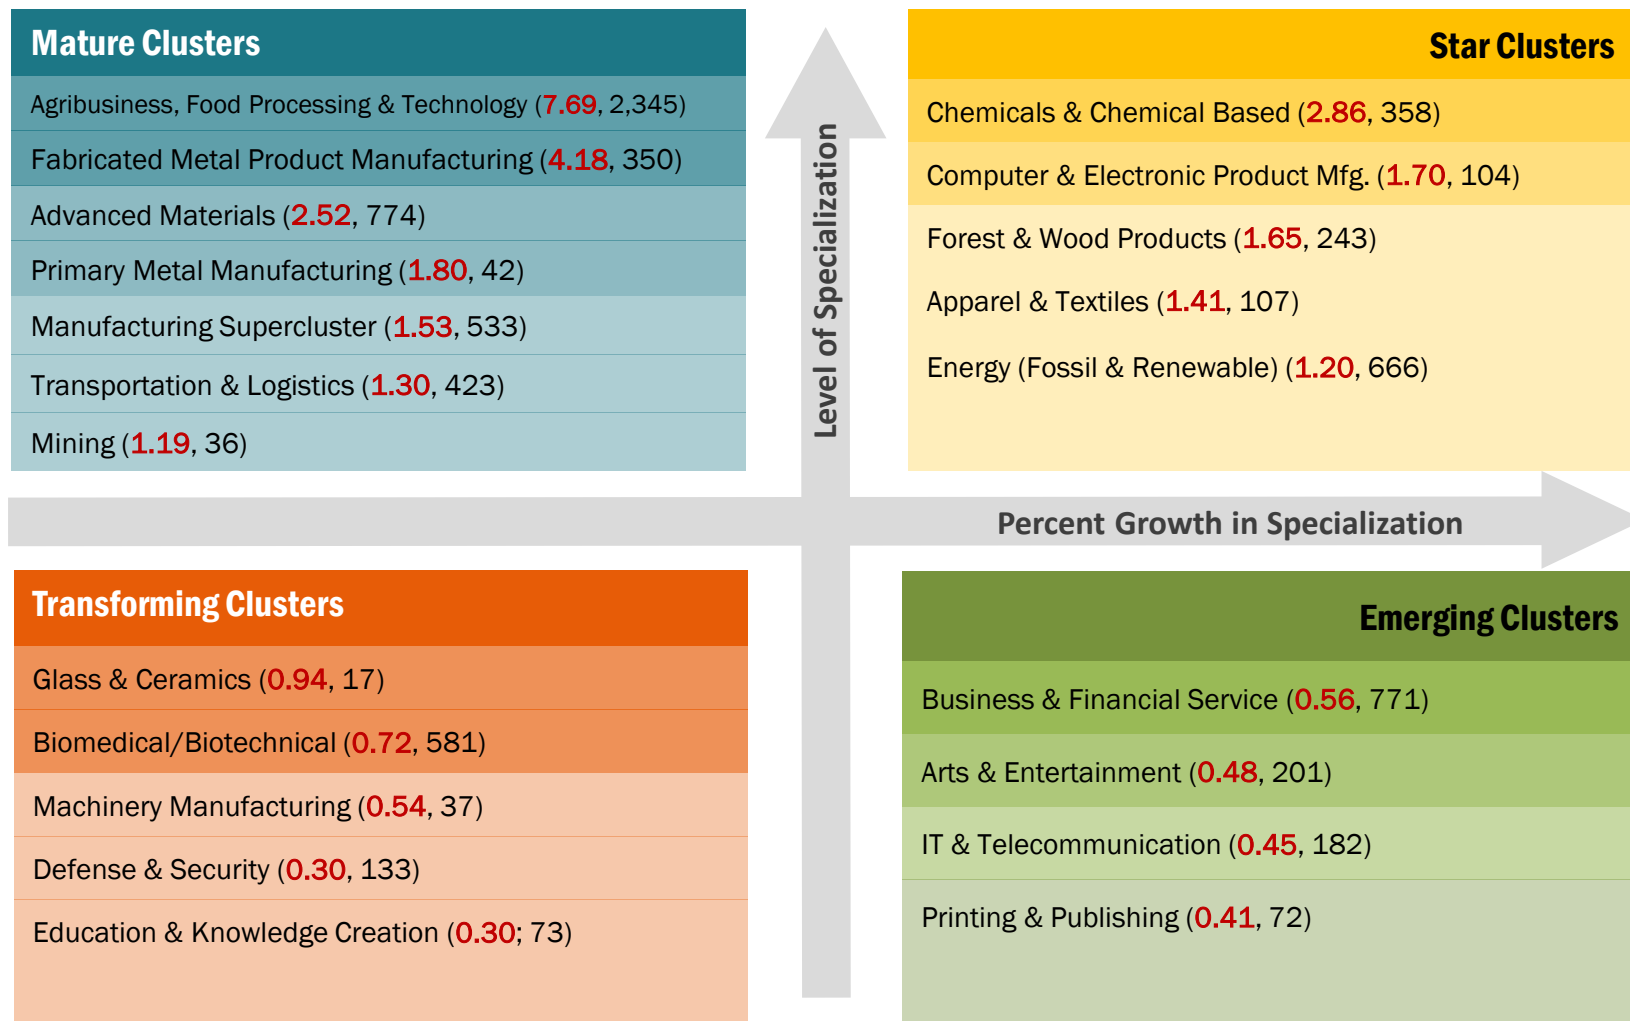 Mature Clusters
Agribusiness, Food Processing & Technology (7.69, 2,345)
Fabricated Metal Product Manufacturing (4.18, 350)
Advanced Materials (2.52, 774)
Primary Metal Manufacturing (1.80, 42)
Manufacturing Supercluster (1.53, 533)
Transportation & Logistics (1.30, 423)
Mining (1.19, 36)
Level of Specialization
Star Clusters
Chemicals & Chemical Based (2.86, 358)
Computer & Electronic Product Mfg. (1.70, 104)
Forest & Wood Products (1.65, 243)
Apparel & Textiles (1.41, 107)
Energy (Fossil & Renewable) (1.20, 666)
Percent Growth in Specialization
Transforming Clusters
Glass & Ceramics (0.94, 17)
Biomedical/Biotechnical (0.72, 581)
Machinery Manufacturing (0.54, 37)
Defense & Security (0.30, 133)
Education & Knowledge Creation (0.30; 73)
Emerging Clusters
Business & Financial Service (0.56, 771)
Arts & Entertainment (0.48, 201)
IT & Telecommunication (0.45, 182)
Printing & Publishing (0.41, 72)